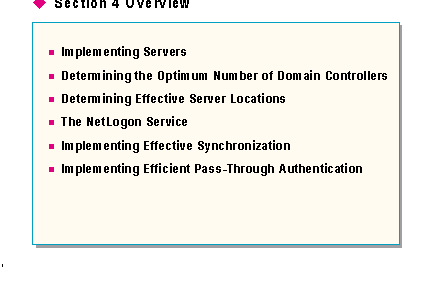 Section 4 Overview
Implementing Servers
Determining the Optimum Number of Domain Controllers
Determining Effective Server Locations
The NetLogon Service
Implementing Effective Synchronization
Implementing Efficient Pass-Through Authentication